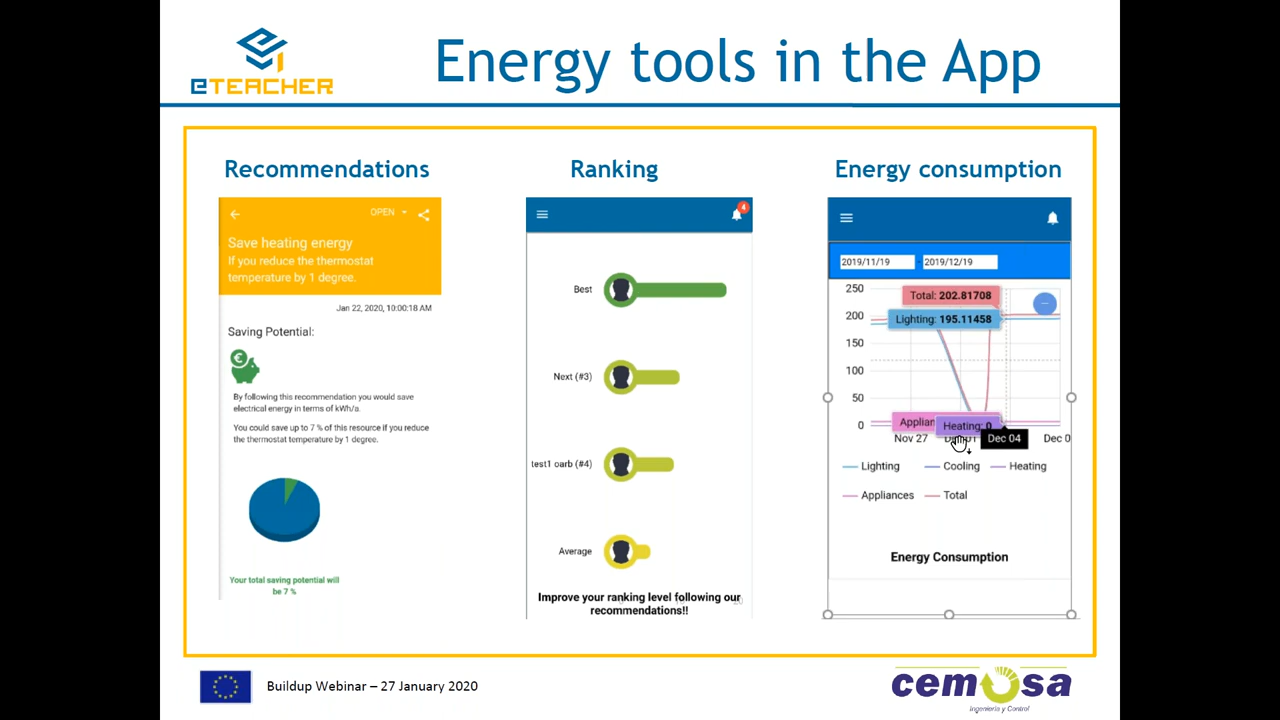 eTEACHER
Energy tools in the App
Recommendations
OPEN
Save heating energy
If you reduce the thermostat
temperature by 1 degree.
Jan 22, 2020, 10:00:18 AM
Saving Potential:
€
By following this recommendation you would save
electrical energy in terms of kWh/a.
You could save up to 7 % of this resource if you reduce
the thermostat temperature by 1 degree.
Your total saving potential will
be 7 %
Ranking
4
Best
Next (#3)
test1 oarb (#4)
Average
Improve your ranking level following our
recommendations!!
Energy consumption
2019/11/19 - 2019/12/19
250
200
150
100
50
0
Total: 202.81708
Lighting: 195.11458
Applian
Heating: 0
Nov 27
Dec 04
Dec 0
Lighting Cooling Heating
Appliances Total
Energy Consumption
Buildup Webinar – 27 January 2020
cemosa
Ingeniería y Control